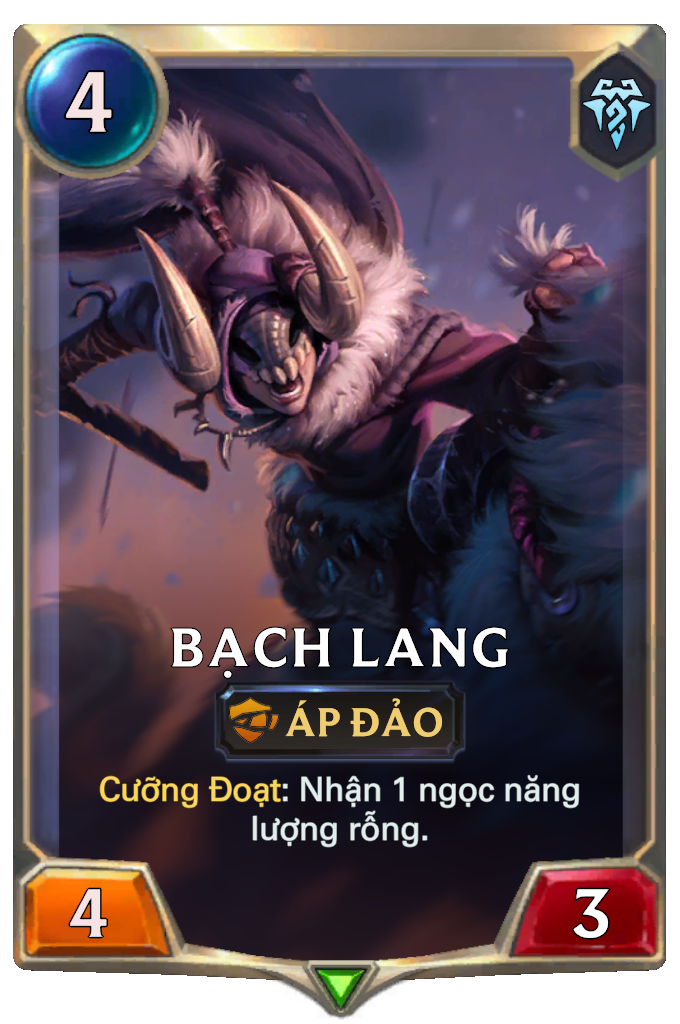 4
BẠCH LANG
ÁP ĐẢO
Cưỡng Đoạt: Nhận 1 ngọc năng
lượng rỗng.
4
3